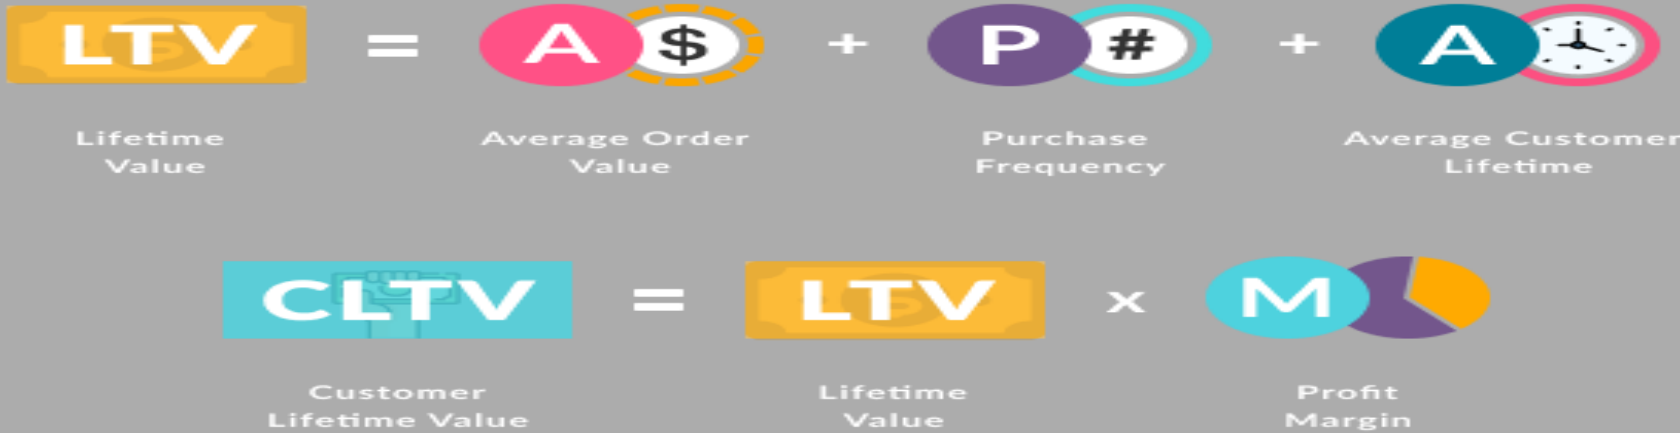 LTV = A $ + P # + A
Lifetime Average Order Purchase Average Customer
Value Value Frequency Lifetime
CLTV = LTV x M
Customer Lifetime Profit
Lifetime Value Value Margin